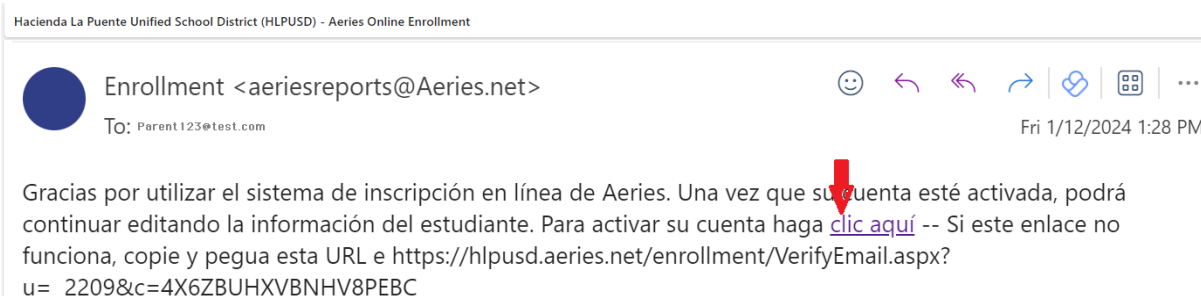 Hacienda La Puente Unified School District (HLPUSD) - Aeries Online Enrollment
Enrollment <aeriesreports@Aeries.net>
To: Parent123@test.com
Fri 1/12/2024 1:28 PM
Gracias por utilizar el sistema de inscripción en línea de Aeries. Una vez que su cuenta esté activada, podrá
continuar editando la información del estudiante. Para activar su cuenta haga clic aquí -- Si este enlace no
funciona, copie y pegua esta URL e https://hlpusd.aeries.net/enrollment/VerifyEmail.aspx?
u=_2209&c=4X6ZBUHXVBNHV8PEBC